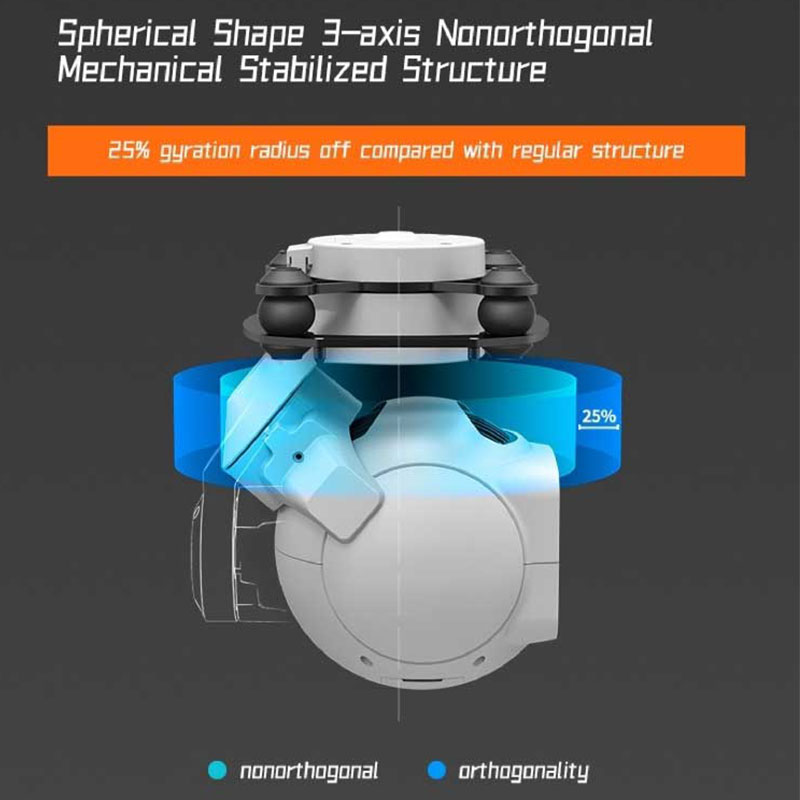 Spherical Shape 3-axis Nonorthogonal
Mechanical Stabilized Structure
25% gyration radius off compared with regular structure
25%
nonorthogonal
orthogonality